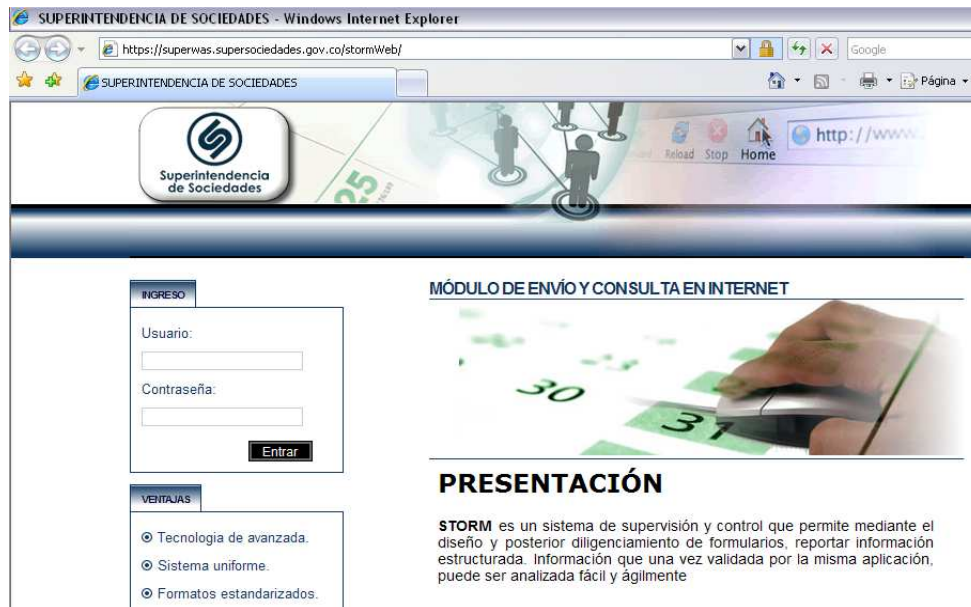 SUPERINTENDENCIA DE SOCIEDADES - Windows Internet Explorer
https://superwas.supersociedades.gov.co/stormWeb/
Google
SUPERINTENDENCIA DE SOCIEDADES
Página
Superintendencia
de Sociedades
25
Reload Stop Home
http://www.
INGRESO
Usuario:
Contraseña:
Entrar
VENTAJAS
Tecnologia de avanzada.
Sistema uniforme.
Formatos estandarizados.
MÓDULO DE ENVÍO Y CONSULTA EN INTERNET
30
31
PRESENTACIÓN
STORM es un sistema de supervisión y control que permite mediante el
diseño y posterior diligenciamiento de formularios, reportar información
estructurada. Información que una vez validada por la misma aplicación,
puede ser analizada fácil y ágilmente